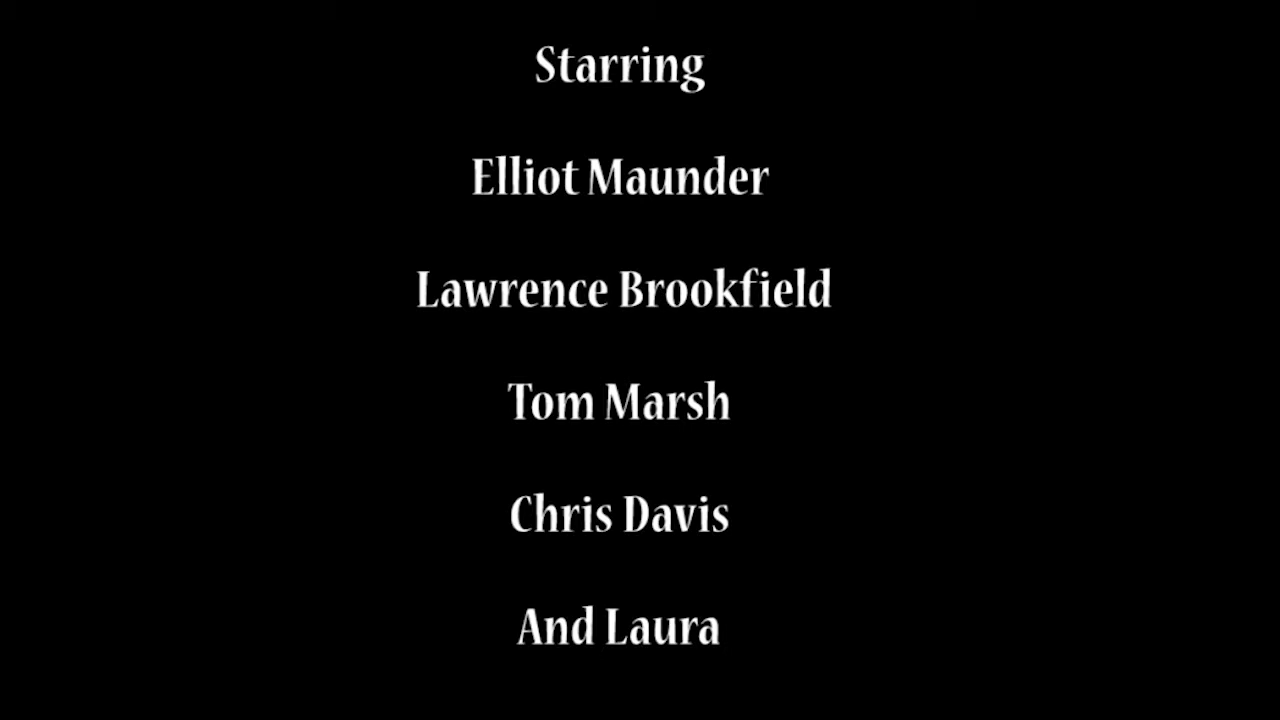 Starring
Elliot Maunder
Lawrence Brookfield
Tom Marsh
Chris Davis
And Laura